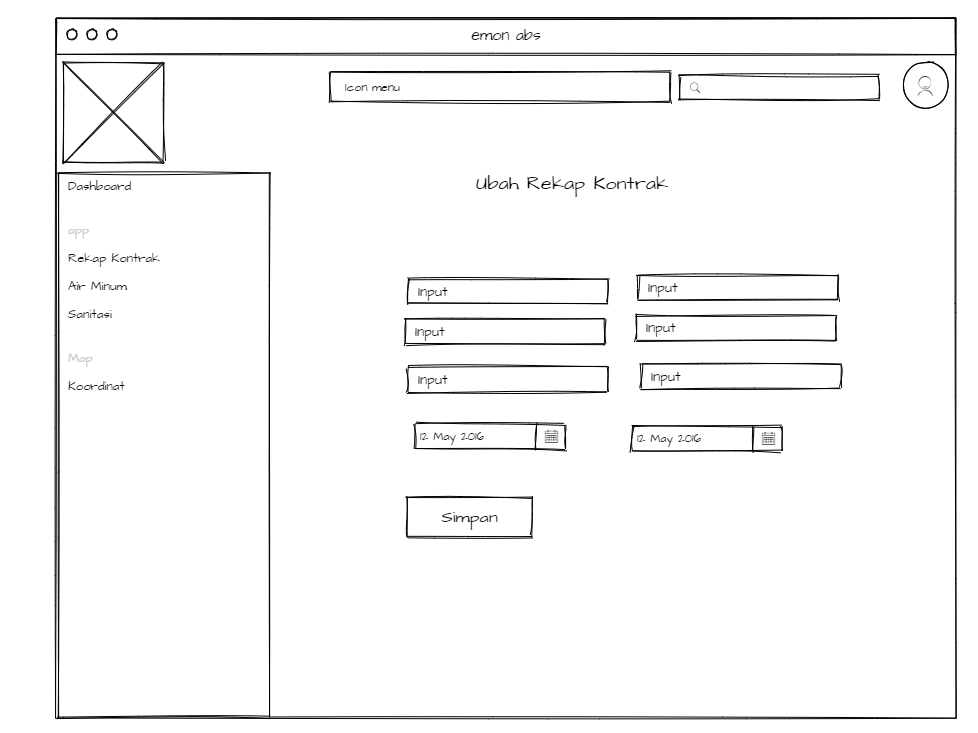 emon abs
Icon menu
Dashboard
app
Rekap Kontrak
Air Minum
Sanitasi
Map
Koordinat
Ubah Rekap Kontrak
Input
Input
Input
Input
Input
Input
12 May 2016
12 May 2016
Simpan